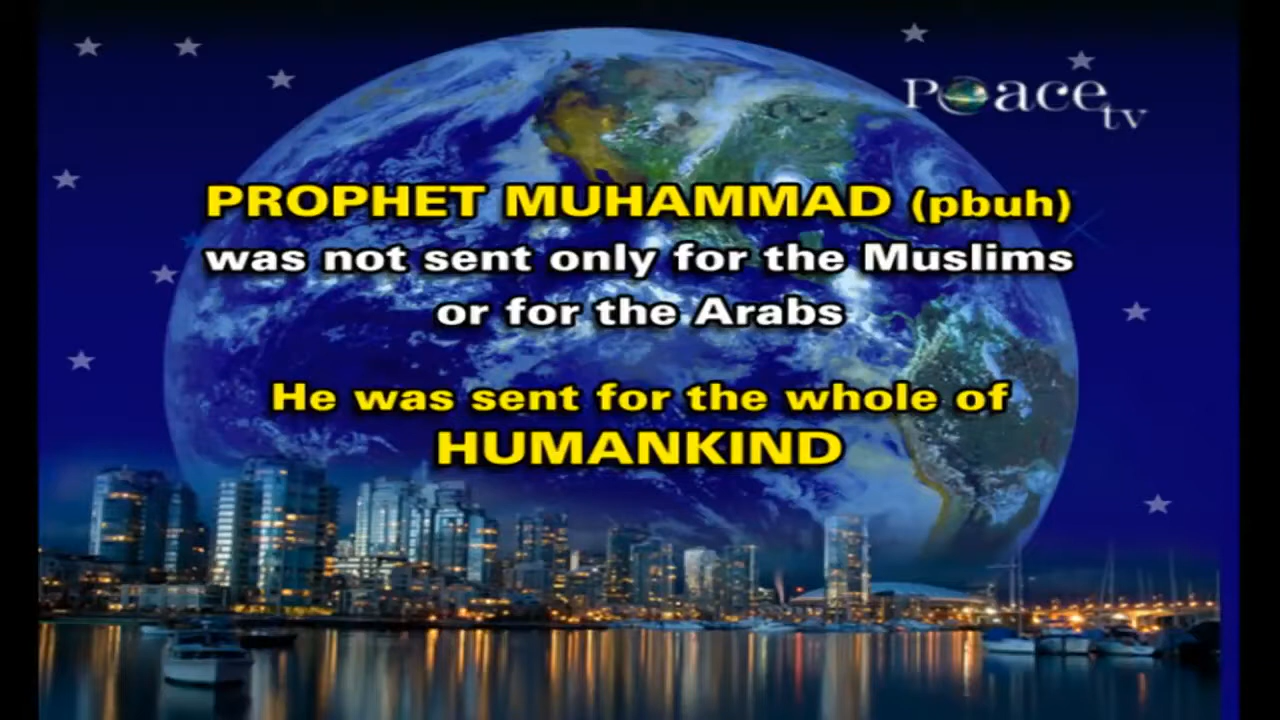 Peace tv
PROPHET MUHAMMAD (pbuh)
was not sent only for the Muslims
or for the Arabs
He was sent for the whole of
HUMANKIND